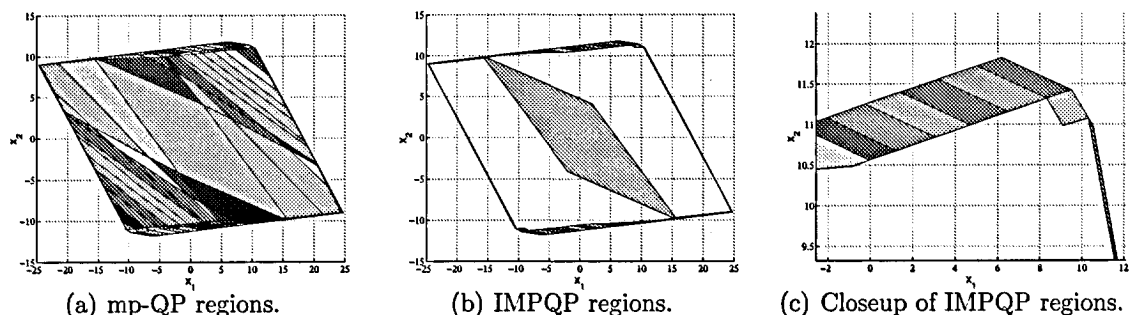 15
10
5
0
−5
−10
−15
−25 −20 −15 −10 −5 0 5 10 15 20 25
x₂
x₁
(a) mp-QP regions.
15
10
5
0
−5
−10
−15
−25 −20 −15 −10 −5 0 5 10 15 20 25
x₂
x₁
(b) IMPQP regions.
12
11.5
11
10.5
10
9.5
−2 0 2 4 6 8 10
x₂
x₁
(c) Closeup of IMPQP regions.